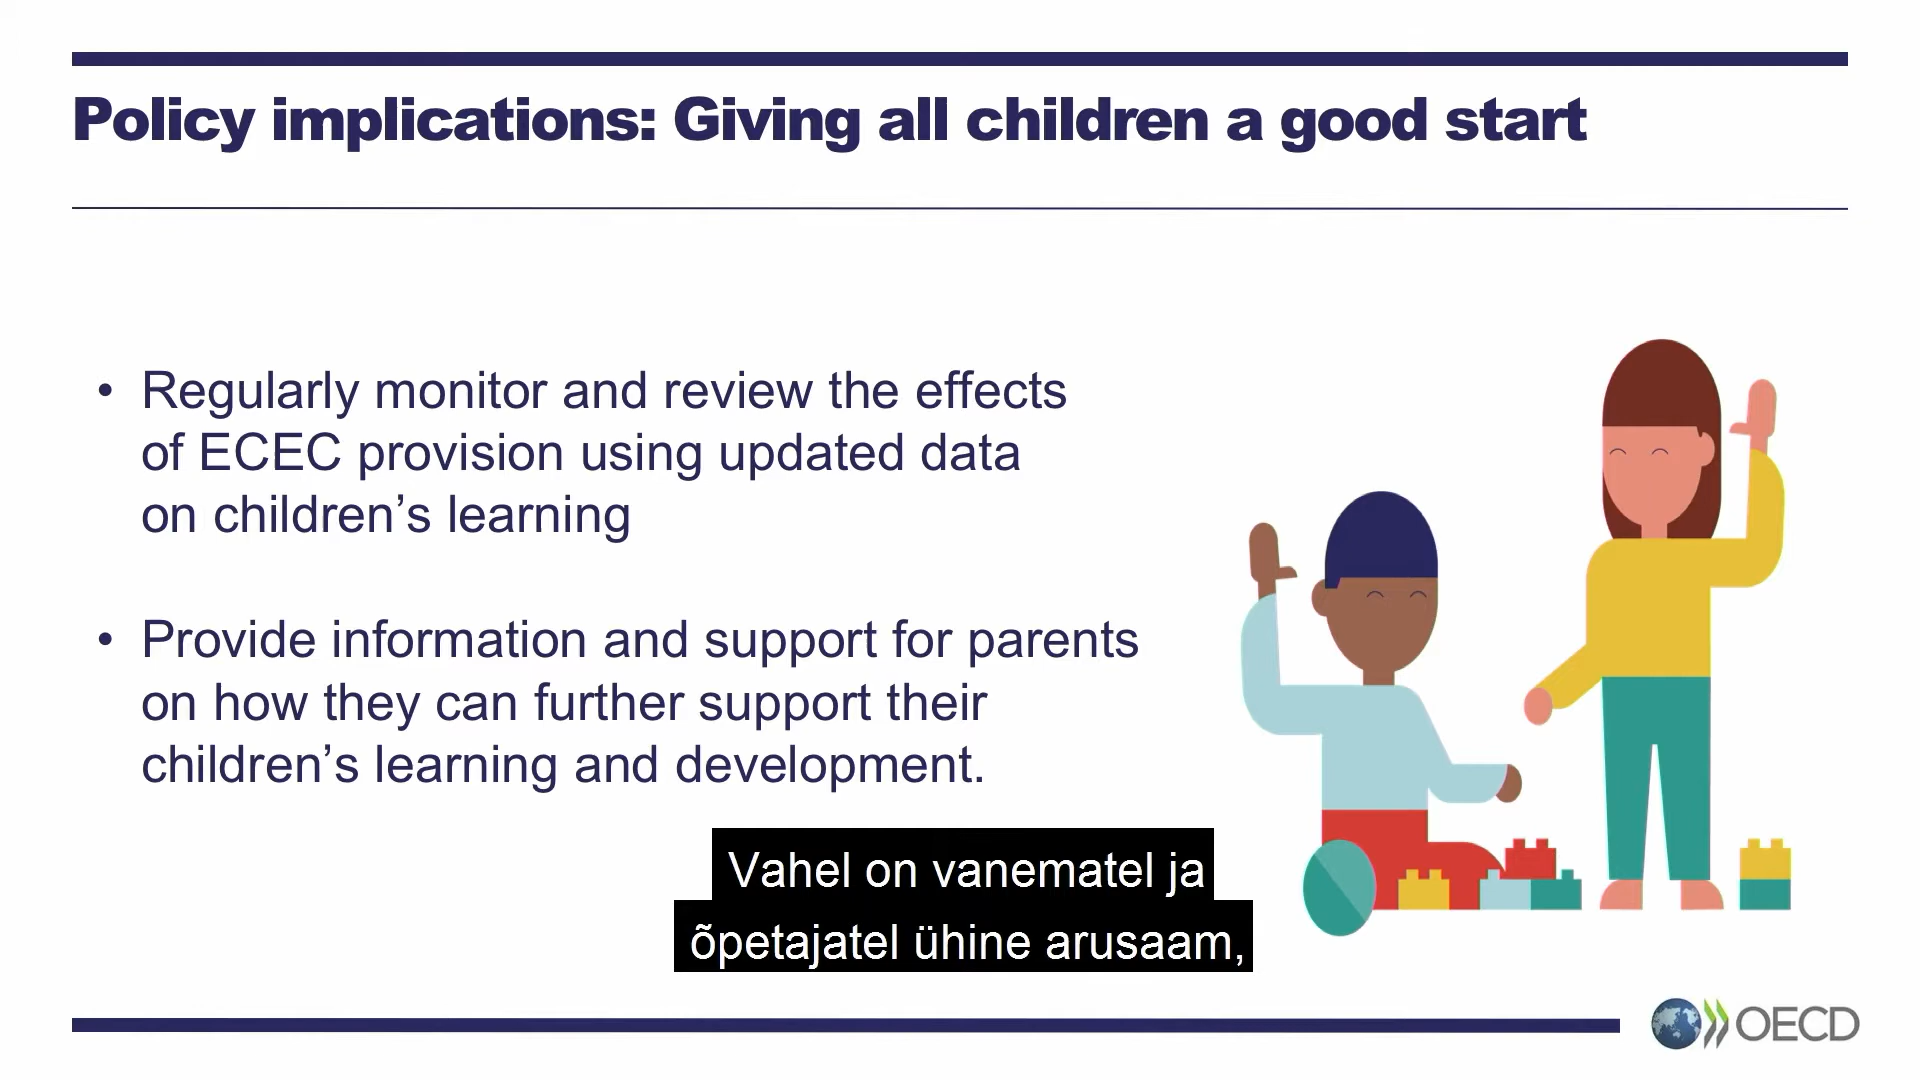 Policy implications: Giving all children a good start
• Regularly monitor and review the effects
of ECEC provision using updated data
on children’s learning
• Provide information and support for parents
on how they can further support their
children’s learning and development.
Vahel on vanematel ja
õpetajatel ühine arusaam,
OECD